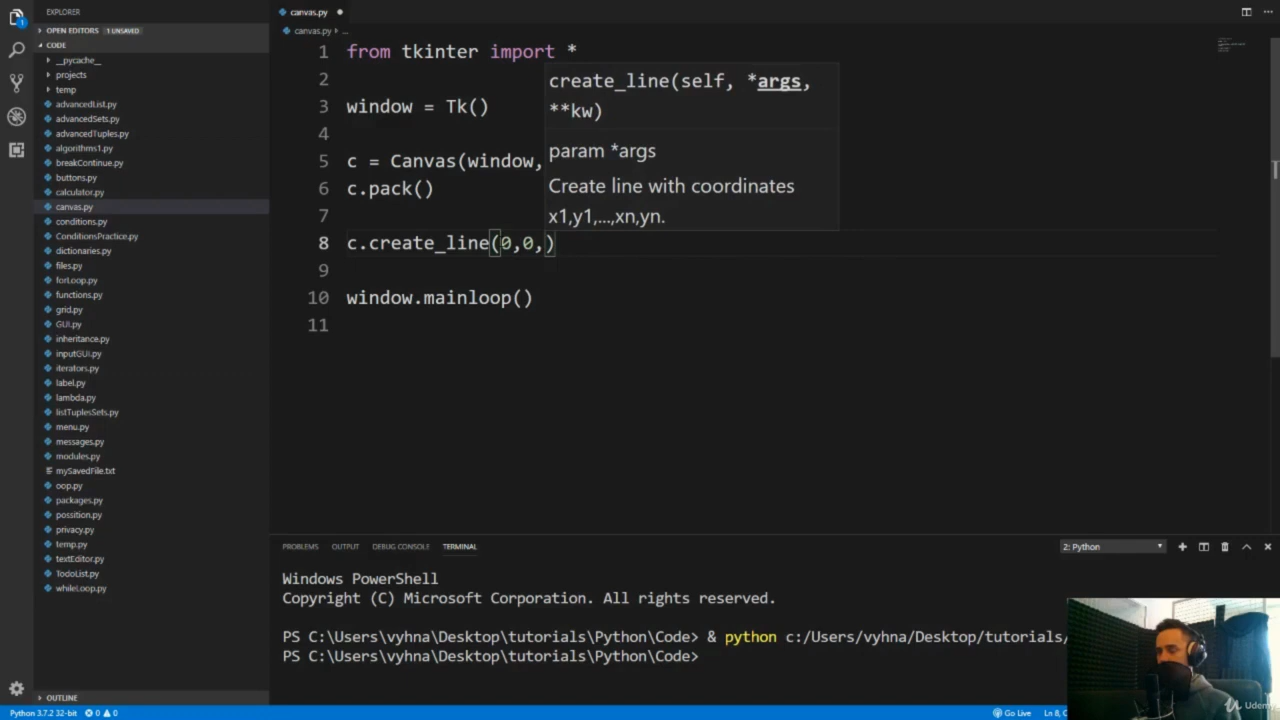 EXPLORER
OPEN EDITORS 1 UNSAVED
CODE
__pycache__
projects
temp
advancedList.py
advancedSets.py
advancedTuples.py
algorithms1.py
breakContinue.py
buttons.py
calculator.py
canvas.py
conditions.py
ConditionsPractice.py
dictionaries.py
files.py
forLoop.py
functions.py
grid.py
GUI.py
inheritance.py
inputGUI.py
iterators.py
label.py
lambda.py
listTuplesSets.py
menu.py
messages.py
modules.py
mySavedFile.txt
oop.py
packages.py
possition.py
privacy.py
temp.py
textEditor.py
TodoList.py
whileLoop.py
OUTLINE
canvas.py
canvas.py ...
1 from tkinter import *
2
3 window = Tk()
4
5 c = Canvas(window,
6 c.pack()
7
8 c.create_line(0,0,)
9
10 window.mainloop()
11
create_line(self, *args,
**kw)
param *args
Create line with coordinates
x1,y1,...,xn,yn.
PROBLEMS OUTPUT DEBUG CONSOLE TERMINAL 2: Python
Windows PowerShell
Copyright (C) Microsoft Corporation. All rights reserved.
PS C:\Users\vyhna\Desktop\tutorials\Python\Code> & python c:/Users/vyhna/Desktop/tutorials/
PS C:\Users\vyhna\Desktop\tutorials\Python\Code>
Python 3.7.2 32-bit 0 0 Go Live Ln 8,
Udemy